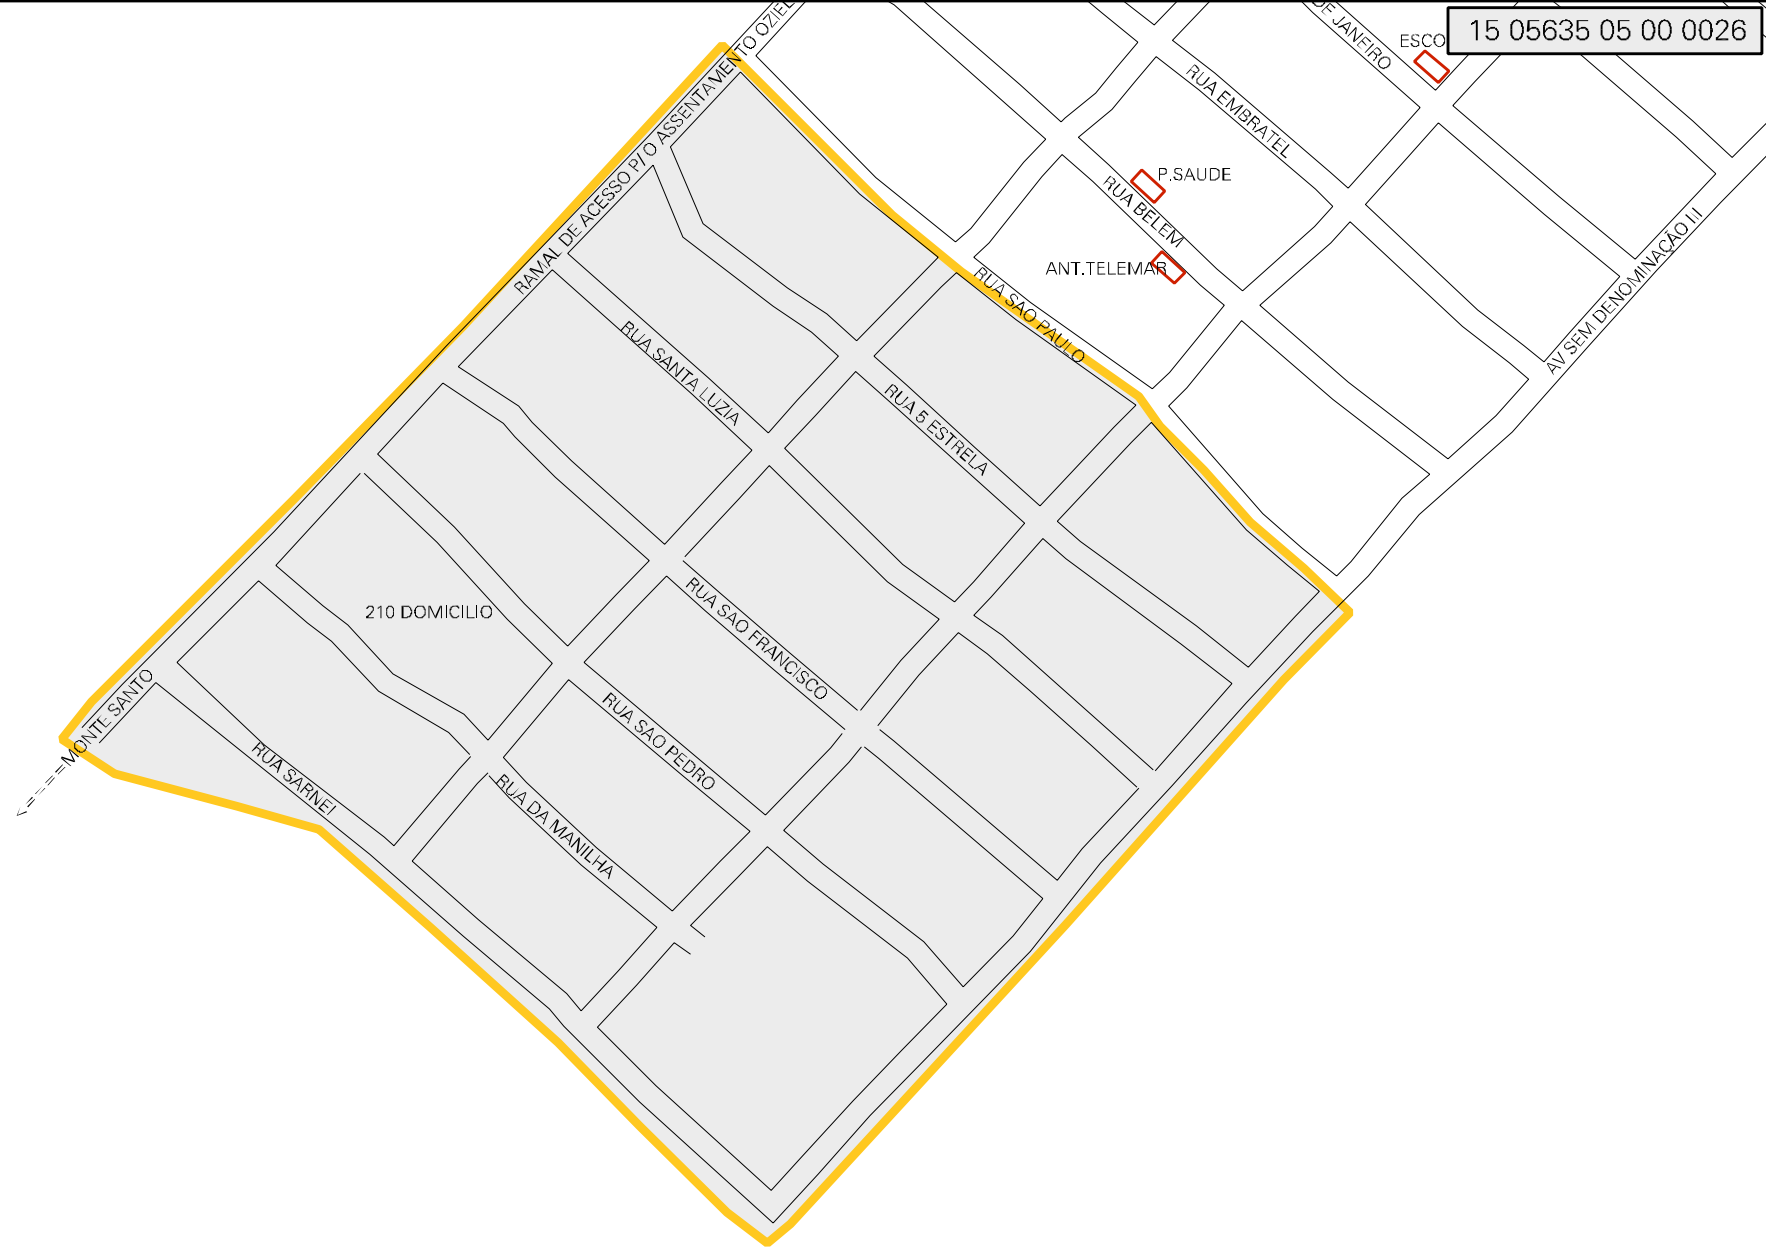 15 05635 05 00 0026
DE JANEIRO
ESCO
RUA EMBRATEL
P.SAUDE
RUA BELEM
ANT.TELEMAR
RAMAL DE ACESSO P/O ASSENTAMENTO OZIEL
RUA SAO PAULO
AV SEM DENOMINAÇÃO III
RUA SANTA LUZIA
RUA 5 ESTRELA
210 DOMICILIO
RUA SAO FRANCISCO
MONTE SANTO
RUA SAO PEDRO
RUA SARNEI
RUA DA MANILHA